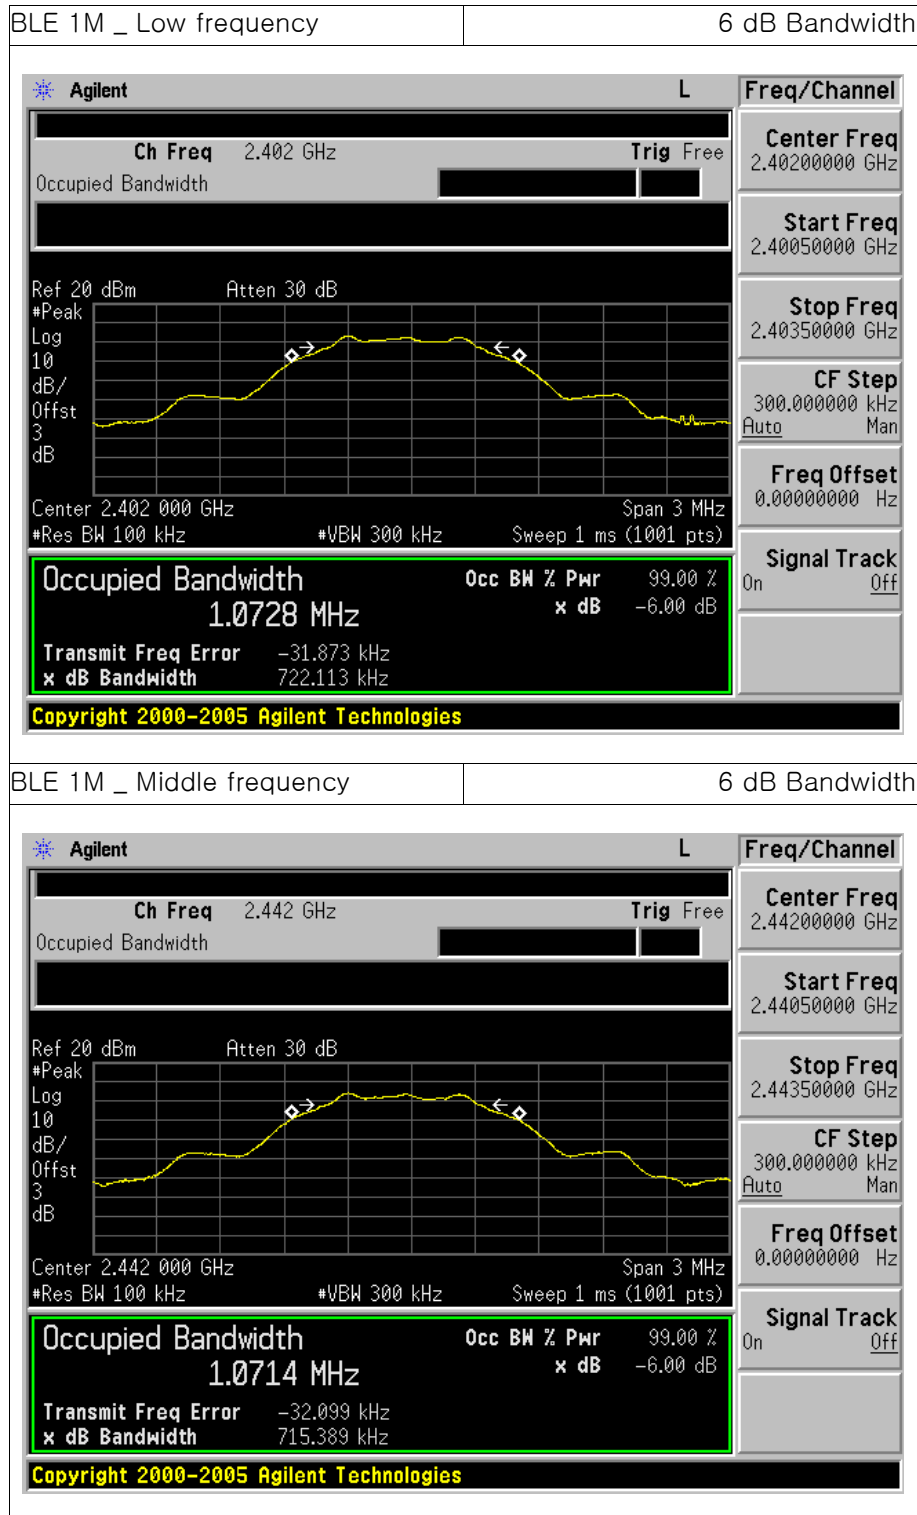 BLE 1M _ Low frequency 6 dB Bandwidth
Agilent L Freq/Channel
Ch Freq 2.402 GHz Trig Free
Occupied Bandwidth
Center Freq
2.40200000 GHz
Start Freq
2.40050000 GHz
Stop Freq
2.40350000 GHz
CF Step
300.000000 kHz
Auto Man
Freq Offset
0.00000000 Hz
Signal Track
On Off
Ref 20 dBm Atten 30 dB
#Peak
Log
10
dB/
Offst
3
dB
Center 2.402 000 GHz Span 3 MHz
#Res BW 100 kHz #VBW 300 kHz Sweep 1 ms (1001 pts)
Occupied Bandwidth Occ BW % Pwr 99.00 %
1.0728 MHz x dB -6.00 dB
Transmit Freq Error -31.873 kHz
x dB Bandwidth 722.113 kHz
Copyright 2000-2005 Agilent Technologies
BLE 1M _ Middle frequency 6 dB Bandwidth
Agilent L Freq/Channel
Ch Freq 2.442 GHz Trig Free
Occupied Bandwidth
Center Freq
2.44200000 GHz
Start Freq
2.44050000 GHz
Stop Freq
2.44350000 GHz
CF Step
300.000000 kHz
Auto Man
Freq Offset
0.00000000 Hz
Signal Track
On Off
Ref 20 dBm Atten 30 dB
#Peak
Log
10
dB/
Offst
3
dB
Center 2.442 000 GHz Span 3 MHz
#Res BW 100 kHz #VBW 300 kHz Sweep 1 ms (1001 pts)
Occupied Bandwidth Occ BW % Pwr 99.00 %
1.0714 MHz x dB -6.00 dB
Transmit Freq Error -32.099 kHz
x dB Bandwidth 715.389 kHz
Copyright 2000-2005 Agilent Technologies